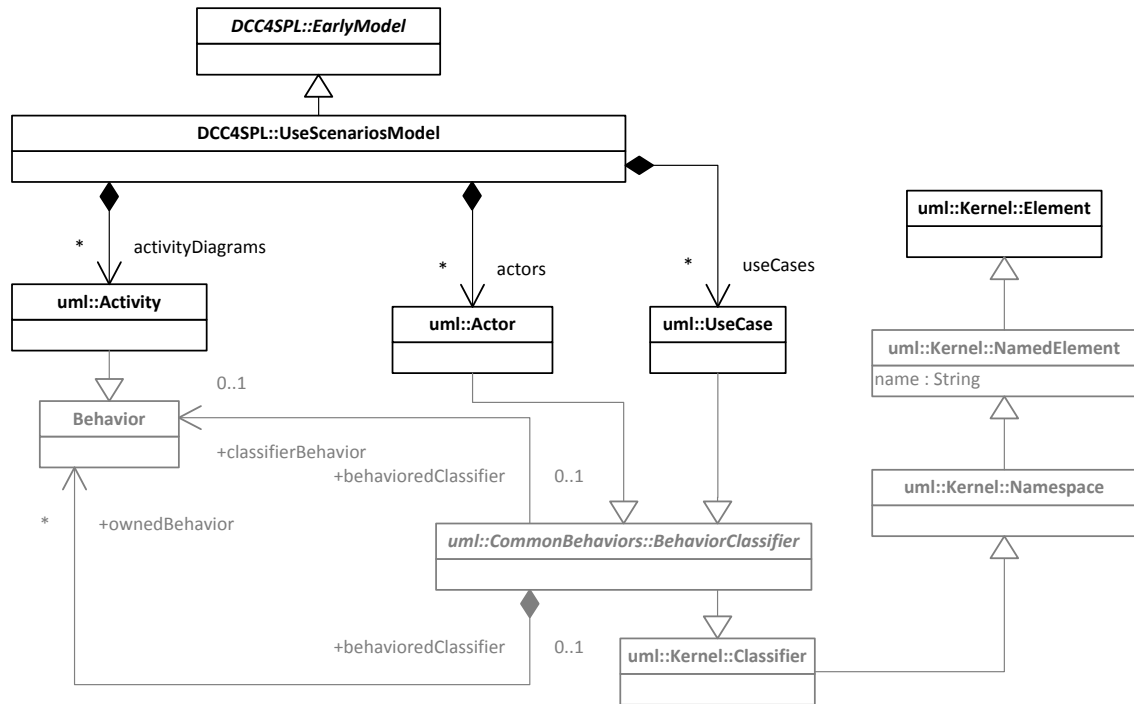 DCC4SPL::EarlyModel
DCC4SPL::UseScenariosModel
* activityDiagrams
* actors
* useCases
uml::Kernel::Element
uml::Activity
uml::Actor
uml::UseCase
uml::Kernel::NamedElement
name : String
0..1
Behavior
+classifierBehavior
+behavioredClassifier 0..1
uml::Kernel::Namespace
* +ownedBehavior
uml::CommonBehaviors::BehaviorClassifier
+behavioredClassifier 0..1
uml::Kernel::Classifier